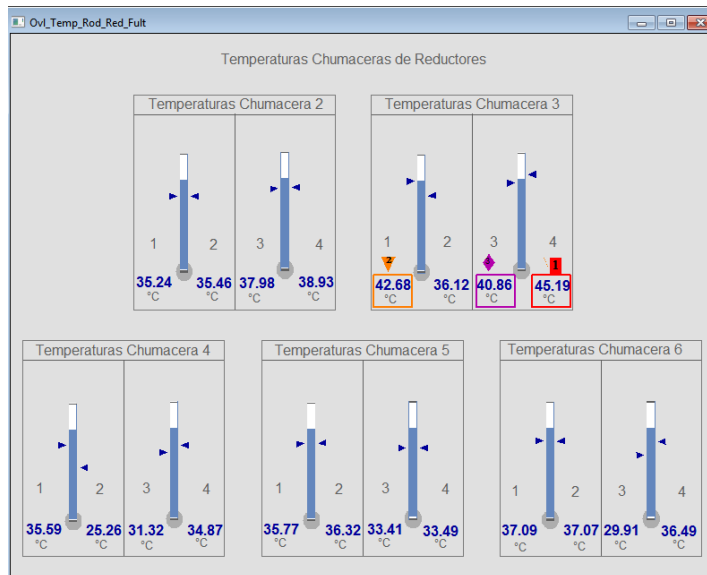 Ovl_Temp_Rod_Red_Fult
Temperaturas Chumaceras de Reductores
Temperaturas Chumacera 2
1 2 3 4
35.24 35.46 37.98 38.93
°C °C °C °C
Temperaturas Chumacera 3
1 2 3 4
2 1
42.68 36.12 40.86 45.19
°C °C °C °C
Temperaturas Chumacera 4
1 2 3 4
35.59 25.26 31.32 34.87
°C °C °C °C
Temperaturas Chumacera 5
1 2 3 4
35.77 36.32 33.41 33.49
°C °C °C °C
Temperaturas Chumacera 6
1 2 3 4
37.09 37.07 29.91 36.49
°C °C °C °C